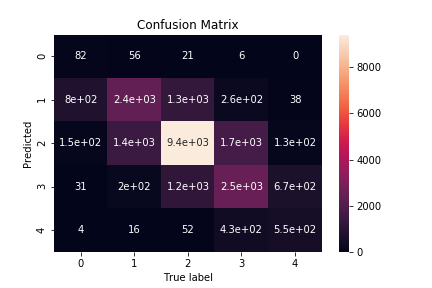 Confusion Matrix
0 82 56 21 6 0
1 8e+02 2.4e+03 1.3e+03 2.6e+02 38
2 1.5e+02 1.4e+03 9.4e+03 1.7e+03 1.3e+02
3 31 2e+02 1.2e+03 2.5e+03 6.7e+02
4 4 16 52 4.3e+02 5.5e+02
0 1 2 3 4
True label
Predicted
8000
6000
4000
2000
0